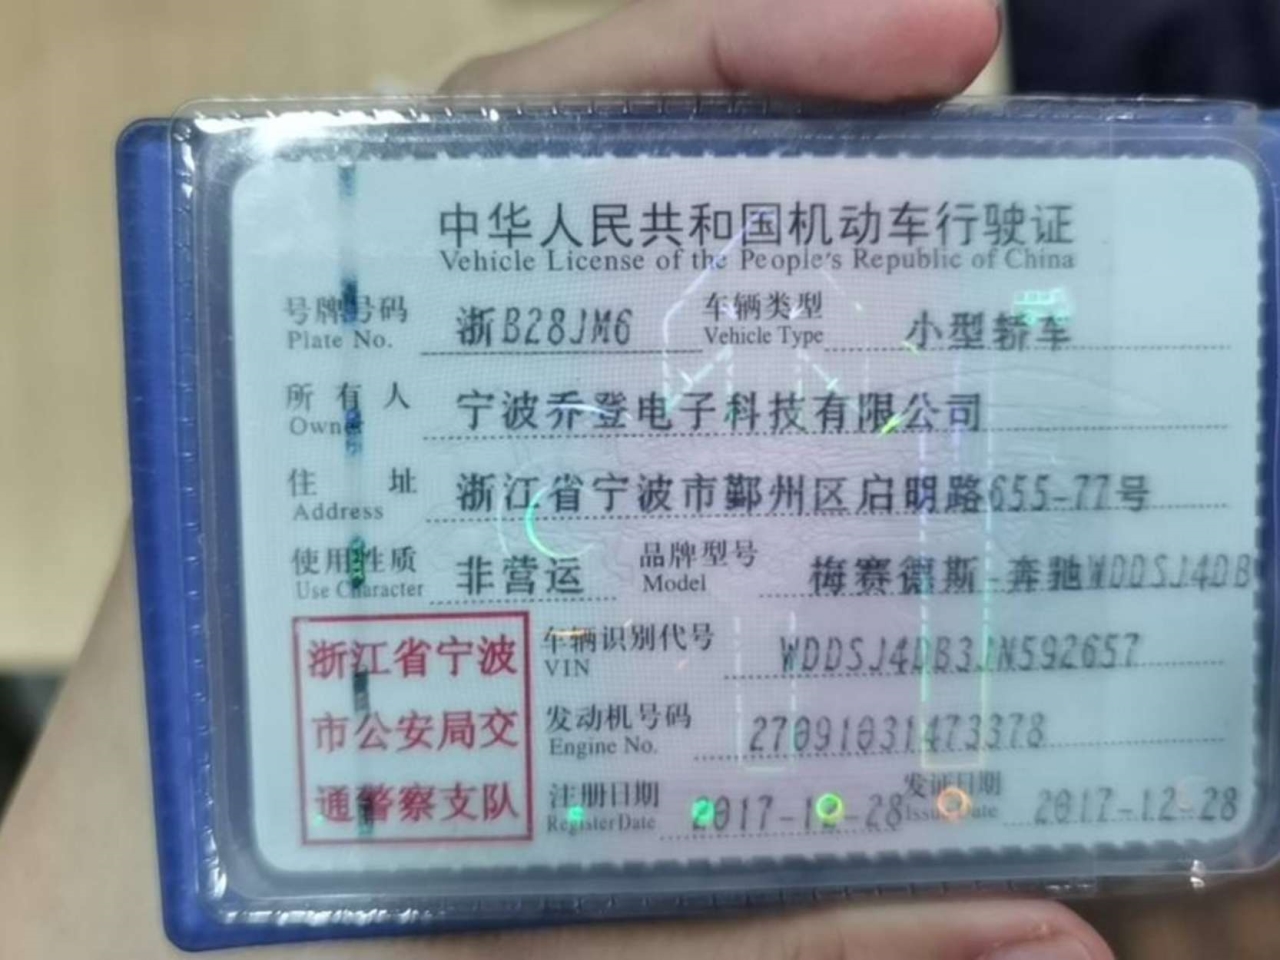 中华人民共和国机动车行驶证
Vehicle License of the People's Republic of China
号牌号码 浙B28JM6 车辆类型 小型轿车
Plate No. Vehicle Type
所有人 宁波乔登电子科技有限公司
Owner
住址 浙江省宁波市鄞州区启明路655-77号
Address
使用性质 非营运 品牌型号 梅赛德斯-奔驰WDDSJ4DB
Use Character Model
浙江省宁波 车辆识别代号 WDDSJ4DB3JN592657
VIN
市公安局交 发动机号码 27091031473378
Engine No.
通警察支队 注册日期 2017-12-28 发证日期 2017-12-28
Register Date Issue Date